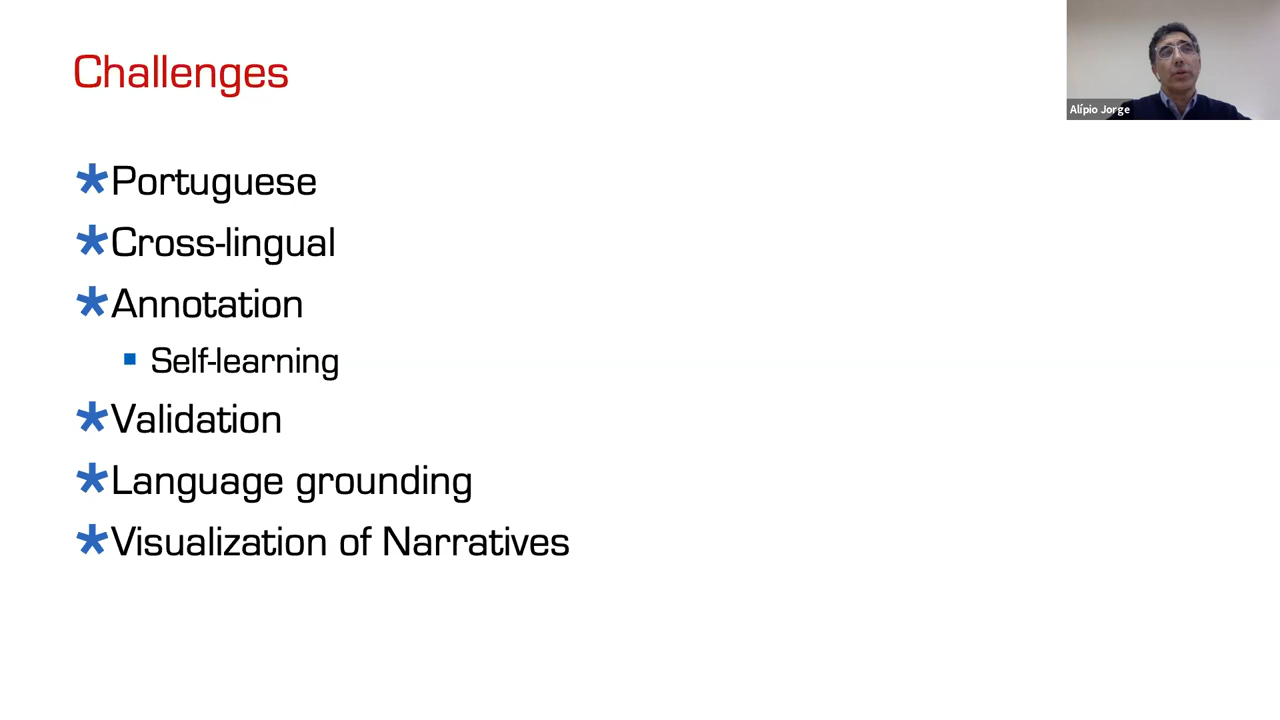 Challenges
Alípio Jorge
Portuguese
Cross-lingual
Annotation
Self-learning
Validation
Language grounding
Visualization of Narratives